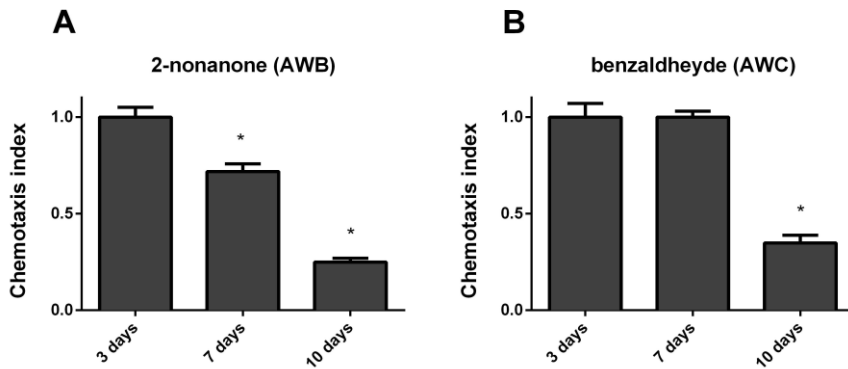 A
2-nonanone (AWB)
Chemotaxis index
1.0
0.5
0.0
*
*
3 days
7 days
10 days
B
benzaldheyde (AWC)
Chemotaxis index
1.0
0.5
0.0
*
3 days
7 days
10 days